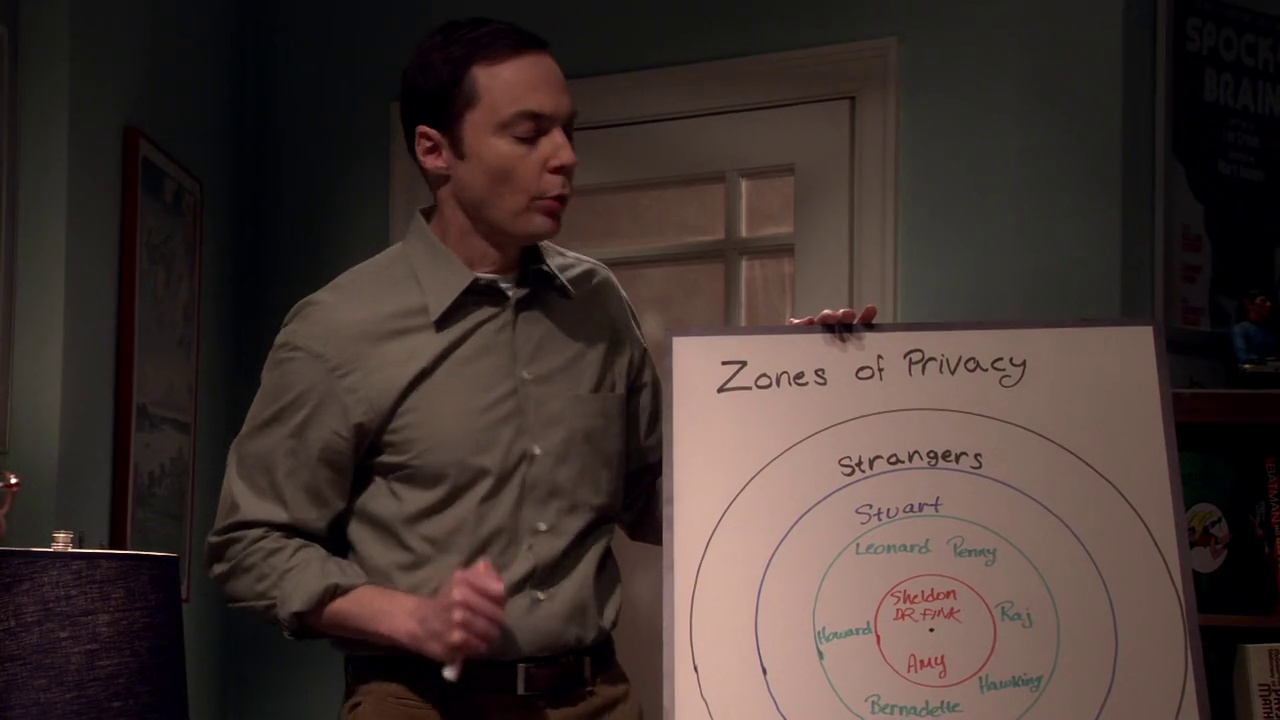 SPOCK'S
BRAIN
Zones of Privacy
Strangers
Stuart
Leonard Penny
Sheldon
DR. FINK
Howard
Raj
Amy
Hawking
Bernadette